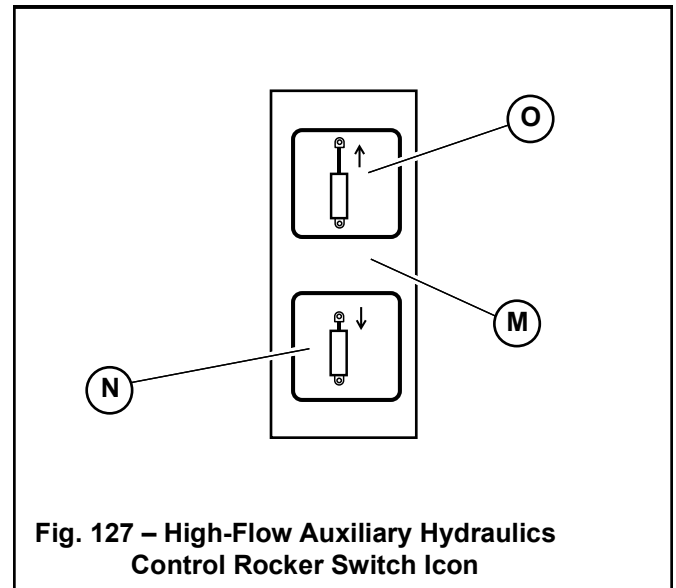 O
M
N
Fig. 127 – High-Flow Auxiliary Hydraulics
Control Rocker Switch Icon